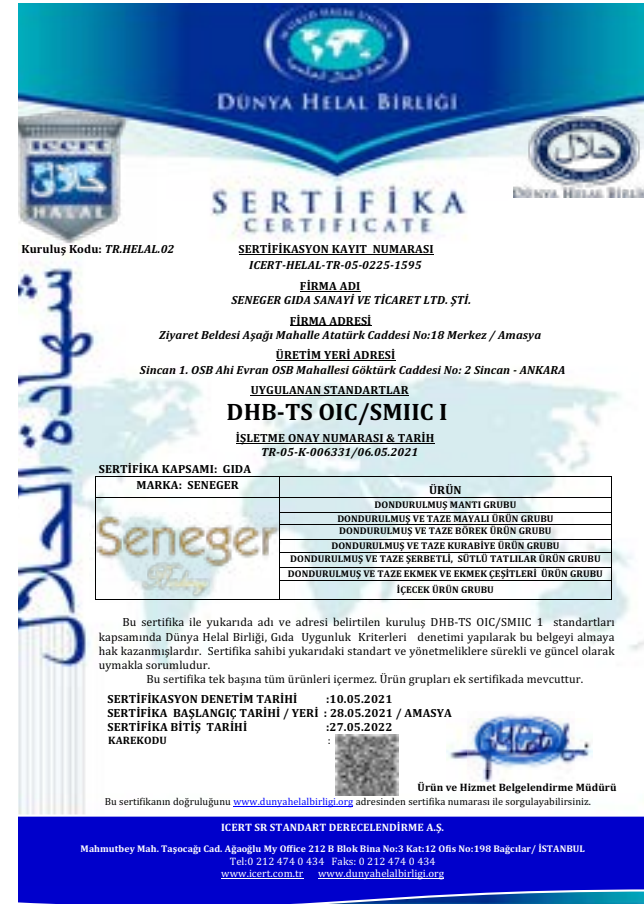 WORLD HALAL UNION
DÜNYA HELAL BİRLİĞİ
ICCRT
حلال
HALAL
حلال
DÜNYA HELAL BİRLİĞİ
SERTİFİKA
CERTIFICATE
Kuruluş Kodu: TR.HELAL.02
SERTİFİKASYON KAYIT NUMARASI
ICERT-HELAL-TR-05-0225-1595
FİRMA ADI
SENEGER GIDA SANAYİ VE TİCARET LTD. ŞTİ.
FİRMA ADRESİ
Ziyaret Beldesi Aşağı Mahalle Atatürk Caddesi No:18 Merkez / Amasya
ÜRETİM YERİ ADRESİ
Sincan 1. OSB Ahi Evran OSB Mahallesi Göktürk Caddesi No: 2 Sincan - ANKARA
UYGULANAN STANDARTLAR
DHB-TS OIC/SMIIC I
İŞLETME ONAY NUMARASI & TARİH
TR-05-K-006331/06.05.2021
شهادة الحلال
SERTİFİKA KAPSAMI: GIDA
MARKA: SENEGER
ÜRÜN
Seneger
DONDURULMUŞ MANTI GRUBU
DONDURULMUŞ VE TAZE MAYALI ÜRÜN GRUBU
DONDURULMUŞ VE TAZE BÖREK ÜRÜN GRUBU
DONDURULMUŞ VE TAZE KURABİYE ÜRÜN GRUBU
DONDURULMUŞ VE TAZE ŞERBETLİ, SÜTLÜ TATLILAR ÜRÜN GRUBU
DONDURULMUŞ VE TAZE EKMEK VE EKMEK ÇEŞİTLERİ ÜRÜN GRUBU
İÇECEK ÜRÜN GRUBU
Bu sertifika ile yukarıda adı ve adresi belirtilen kuruluş DHB-TS OIC/SMIIC 1 standartları
kapsamında Dünya Helal Birliği, Gıda Uygunluk Kriterleri denetimi yapılarak bu belgeyi almaya
hak kazanmışlardır. Sertifika sahibi yukarıdaki standart ve yönetmeliklere sürekli ve güncel olarak
uymakla sorumludur.
Bu sertifika tek başına tüm ürünleri içermez. Ürün grupları ek sertifikada mevcuttur.
SERTİFİKASYON DENETİM TARİHİ :10.05.2021
SERTİFİKA BAŞLANGIÇ TARİHİ / YERİ : 28.05.2021 / AMASYA
SERTİFİKA BİTİŞ TARİHİ :27.05.2022
KAREKODU :
Ürün ve Hizmet Belgelendirme Müdürü
Bu sertifikanın doğruluğunu www.dunyahelalbirligi.org adresinden sertifika numarası ile sorgulayabilirsiniz.
ICERT SR STANDART DERECELENDİRME A.Ş.
Mahmutbey Mah. Taşocağı Cad. Ağaoğlu My Office 212 B Blok Bina No:3 Kat:12 Ofis No:198 Bağcılar/ İSTANBUL
Tel:0 212 474 0 434 Faks: 0 212 474 0 434
www.icert.com.tr www.dunyahelalbirligi.org